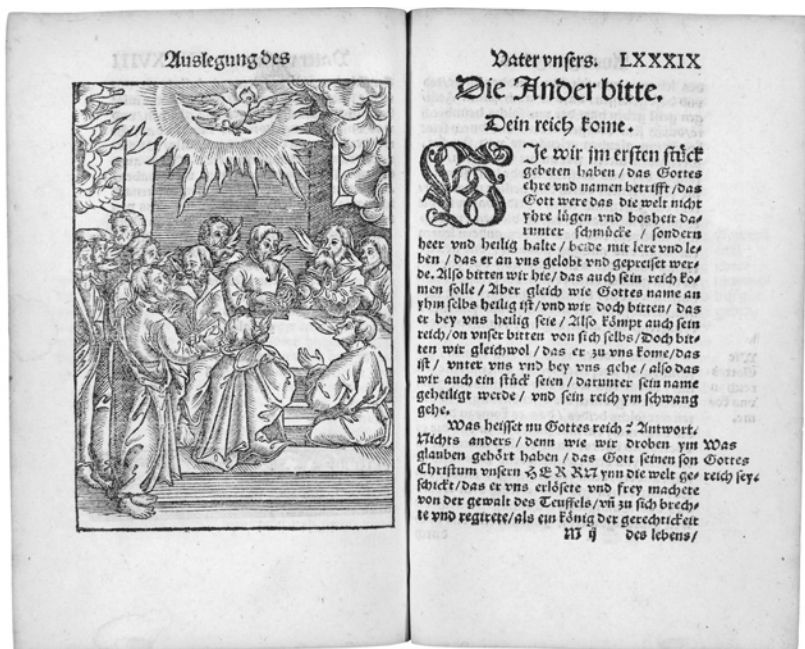 Auslegung des
Vater vnsers. LXXXIX
Die Ander bitte.
Dein reich kome.
WJe wir jm ersten stück
gebeten haben / das Gottes
ehre vnd namen betrifft / das
Gott were das die welt nicht
yhre lügen vnd bosheit da-
runter schmücke / sondern
heer vnd heilig halte / beide mit lere vnd le-
ben / das er an vns gelobt vnd gepreiset wer-
de. Also bitten wir hie / das auch sein reich ko-
men solle / Aber gleich wie Gottes name an
yhm selbs heilig ist / vnd wir doch bitten / das
er bey vns heilig seie / Also kömpt auch sein
reich / on vnser bitten von sich selbs / Doch bit-
ten wir gleichwol / das er zu vns kome / das
ist / vnter vns vnd bey vns gehe / also das
wir auch ein stück seien / darunter sein name
geheiligt werde / vnd sein reich ym schwang
gehe.
Was heisset nu Gottes reich? Antwort.
Nichts anders / denn wie wir droben ym
glauben gehört haben / das Gott seinen son
Christum vnsern HERRN ynn die welt ge-
schickt / das er vns erlösete vnd frey machete
von der gewalt des Teuffels / vñ zu sich brech-
te vnd regirete / als ein könig der gerechtickeit
Was
Gottes
reich sey.
M ij des lebens /